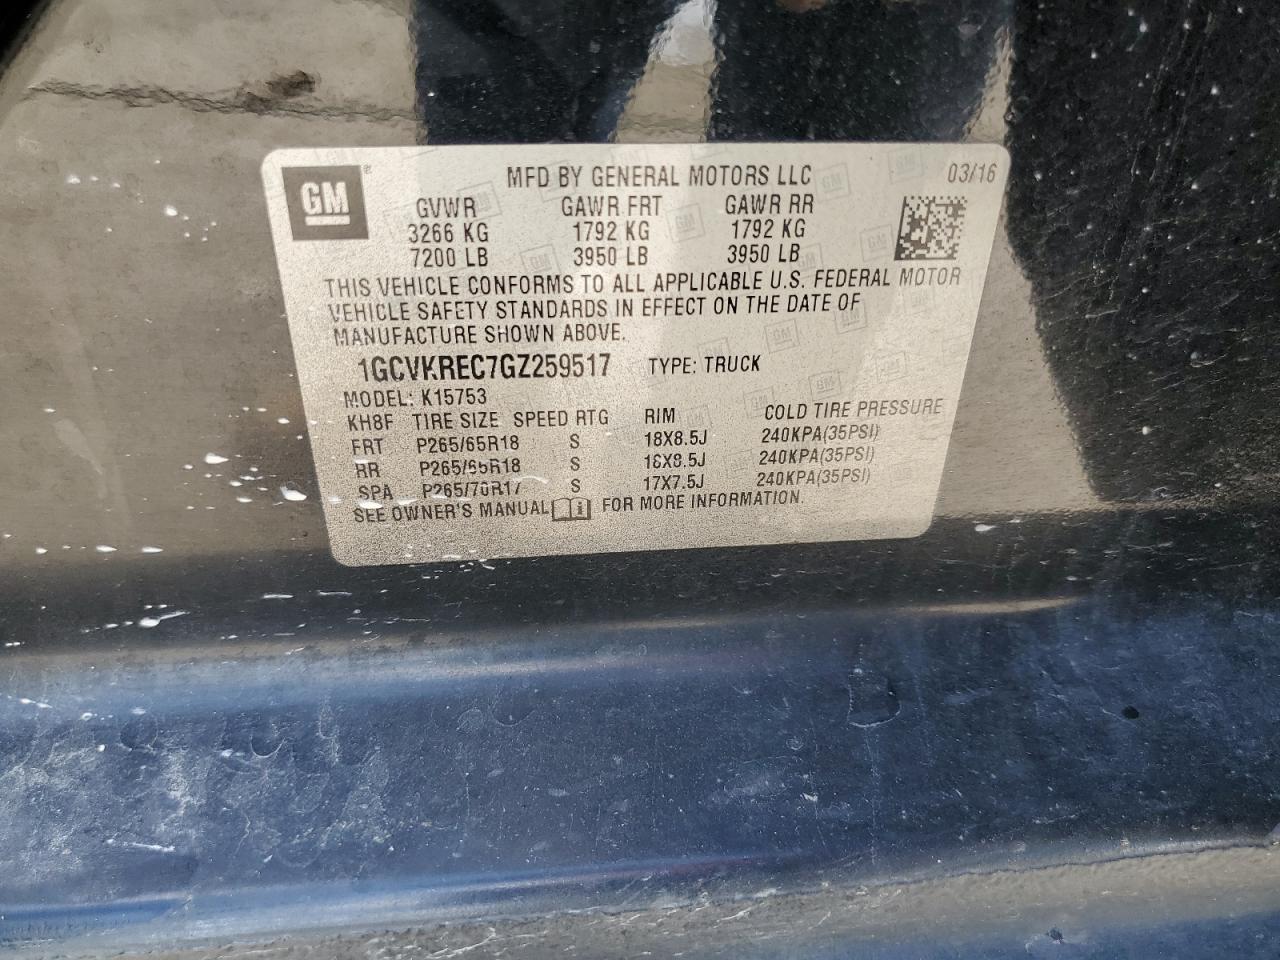 GM
MFD BY GENERAL MOTORS LLC 03/16
GVWR GAWR FRT GAWR RR
3266 KG 1792 KG 1792 KG
7200 LB 3950 LB 3950 LB
THIS VEHICLE CONFORMS TO ALL APPLICABLE U.S. FEDERAL MOTOR
VEHICLE SAFETY STANDARDS IN EFFECT ON THE DATE OF
MANUFACTURE SHOWN ABOVE.
1GCVKREC7GZ259517 TYPE: TRUCK
MODEL: K15753
KH8F TIRE SIZE SPEED RTG RIM COLD TIRE PRESSURE
FRT P265/65R18 S 18X8.5J 240KPA(35PSI)
RR P265/65R18 S 18X8.5J 240KPA(35PSI)
SPA P265/70R17 S 17X7.5J 240KPA(35PSI)
SEE OWNER'S MANUAL FOR MORE INFORMATION.